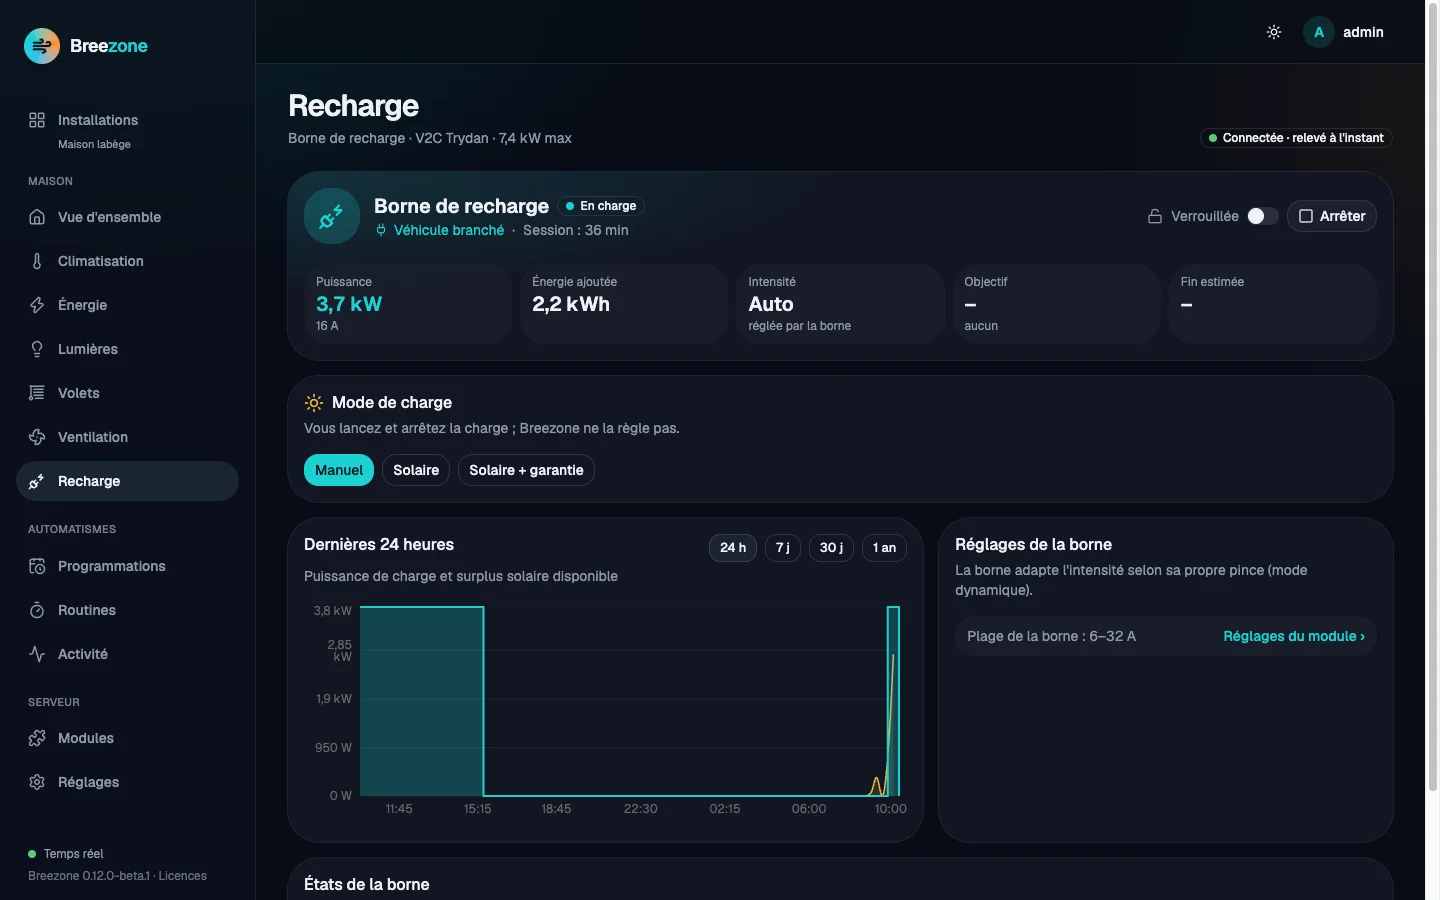 Breezone
A admin
Installations
Maison labège
MAISON
Vue d'ensemble
Climatisation
Énergie
Lumières
Volets
Ventilation
Recharge
AUTOMATISMES
Programmations
Routines
Activité
SERVEUR
Modules
Réglages
Temps réel
Breezone 0.12.0-beta.1 · Licences
Recharge
Borne de recharge · V2C Trydan · 7,4 kW max
Connectée · relevé à l'instant
Borne de recharge
En charge
Véhicule branché · Session : 36 min
Verrouillée
Arrêter
Puissance
3,7 kW
16 A
Énergie ajoutée
2,2 kWh
Intensité
Auto
réglée par la borne
Objectif
–
aucun
Fin estimée
–
Mode de charge
Vous lancez et arrêtez la charge ; Breezone ne la règle pas.
Manuel
Solaire
Solaire + garantie
Dernières 24 heures
24 h
7 j
30 j
1 an
Puissance de charge et surplus solaire disponible
3,8 kW
2,85
kW
1,9 kW
950 W
0 W
11:45
15:15
18:45
22:30
02:15
06:00
10:00
Réglages de la borne
La borne adapte l'intensité selon sa propre pince (mode
dynamique).
Plage de la borne : 6–32 A
Réglages du module ›
États de la borne